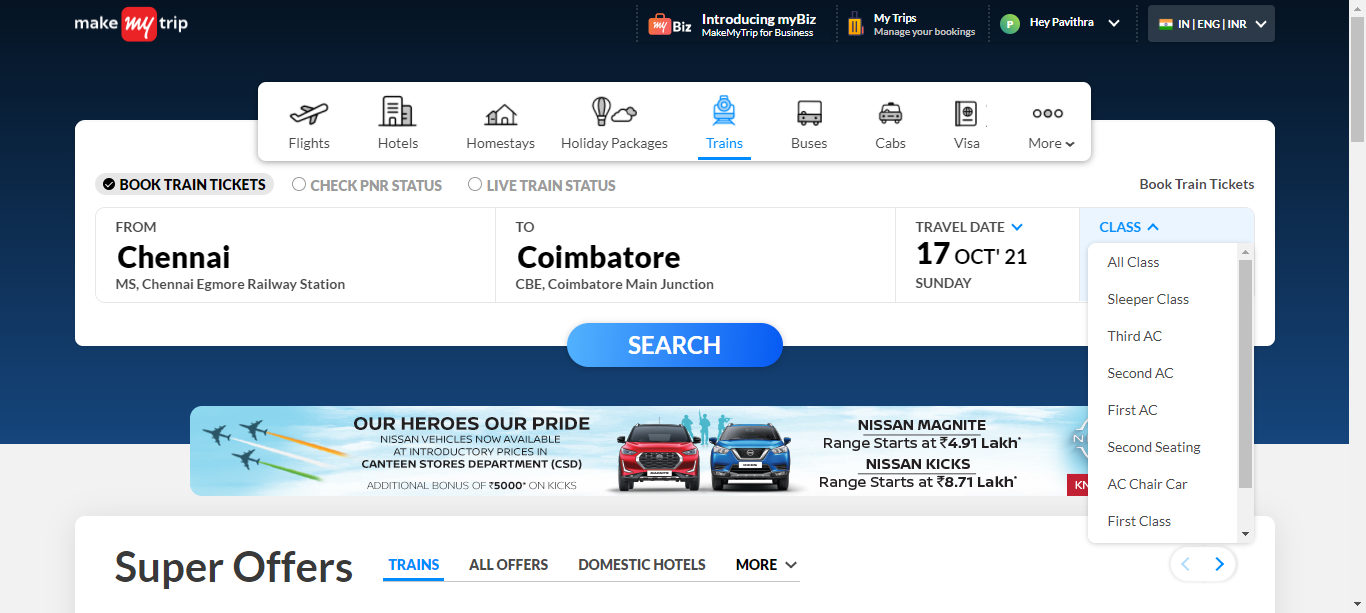 make my trip
my Biz
Introducing myBiz
MakeMyTrip for Business
My Trips
Manage your bookings
P
Hey Pavithra
IN | ENG | INR
Flights
Hotels
Homestays
Holiday Packages
Trains
Buses
Cabs
Visa
More
BOOK TRAIN TICKETS
CHECK PNR STATUS
LIVE TRAIN STATUS
Book Train Tickets
FROM
Chennai
MS, Chennai Egmore Railway Station
TO
Coimbatore
CBE, Coimbatore Main Junction
TRAVEL DATE
17 OCT' 21
SUNDAY
CLASS
All Class
Sleeper Class
Third AC
Second AC
First AC
Second Seating
AC Chair Car
First Class
SEARCH
OUR HEROES OUR PRIDE
NISSAN VEHICLES NOW AVAILABLE
AT INTRODUCTORY PRICES IN
CANTEEN STORES DEPARTMENT (CSD)
ADDITIONAL BONUS OF ₹5000* ON KICKS
NISSAN MAGNITE
Range Starts at ₹4.91 Lakh*
NISSAN KICKS
Range Starts at ₹8.71 Lakh*
Super Offers
TRAINS
ALL OFFERS
DOMESTIC HOTELS
MORE